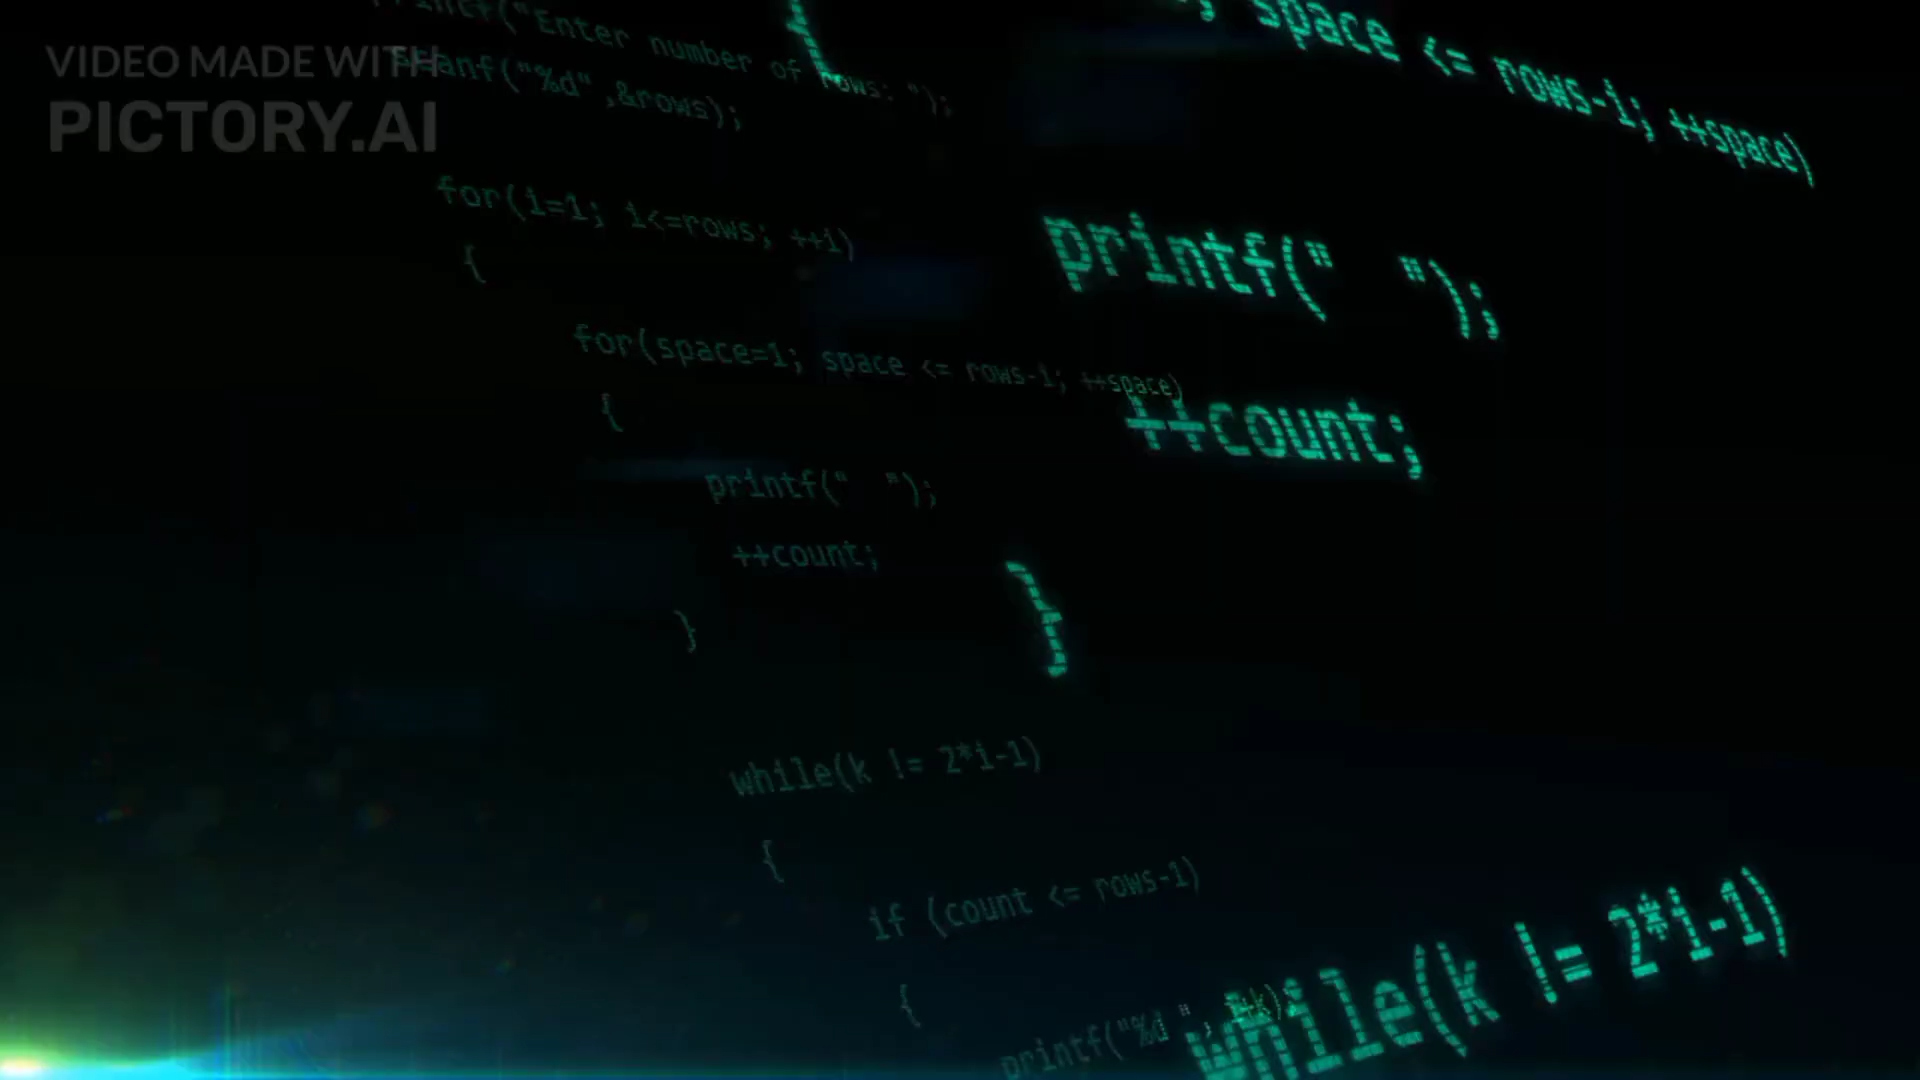 VIDEO MADE WITH
PICTORY.AI
printf("Enter number of rows: ");
scanf("%d",&rows);
for(i=1; i<=rows; ++i)
{
for(space=1; space <= rows-1; ++space)
{
printf("  ");
++count;
}
while(k != 2*i-1)
{
if (count <= rows-1)
{
printf("%d ", i+k);
{
; space <= rows-1; ++space)
printf("  ");
++count;
}
while(k != 2*i-1)